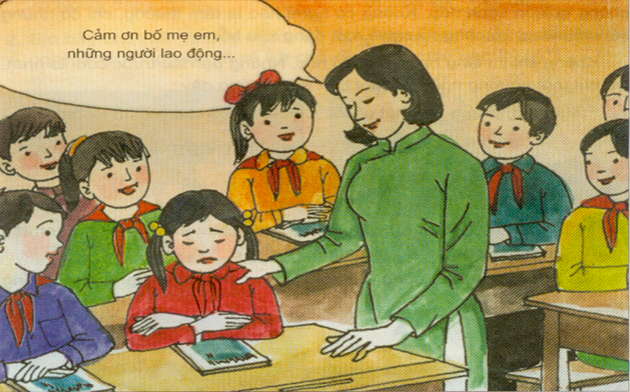 Cảm ơn bố mẹ em,
những người lao động...